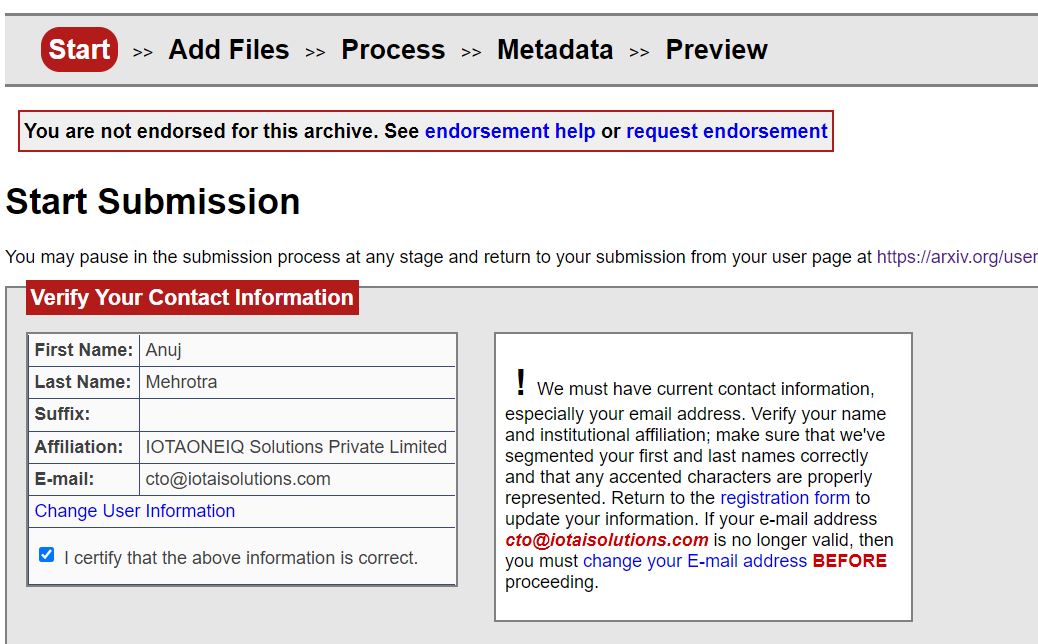 Start >> Add Files >> Process >> Metadata >> Preview
You are not endorsed for this archive. See endorsement help or request endorsement
Start Submission
You may pause in the submission process at any stage and return to your submission from your user page at https://arxiv.org/user
Verify Your Contact Information
First Name: Anuj
Last Name: Mehrotra
Suffix:
Affiliation: IOTAONEIQ Solutions Private Limited
E-mail: cto@iotaisolutions.com
Change User Information
I certify that the above information is correct.
! We must have current contact information,
especially your email address. Verify your name
and institutional affiliation; make sure that we've
segmented your first and last names correctly
and that any accented characters are properly
represented. Return to the registration form to
update your information. If your e-mail address
cto@iotaisolutions.com is no longer valid, then
you must change your E-mail address BEFORE
proceeding.